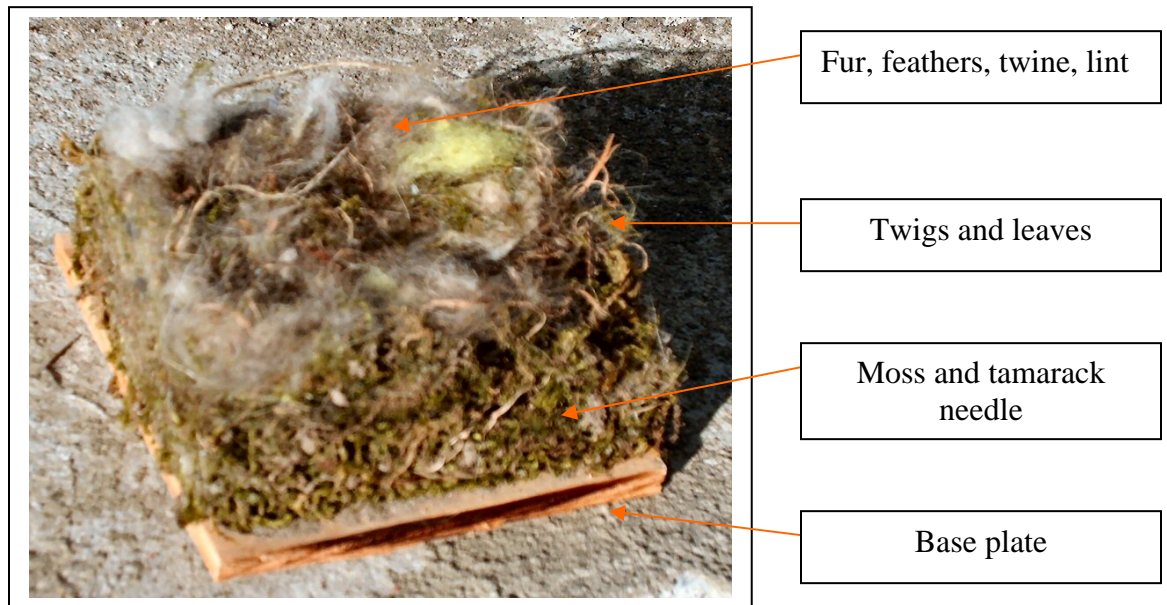 Fur, feathers, twine, lint
Twigs and leaves
Moss and tamarack
needle
Base plate